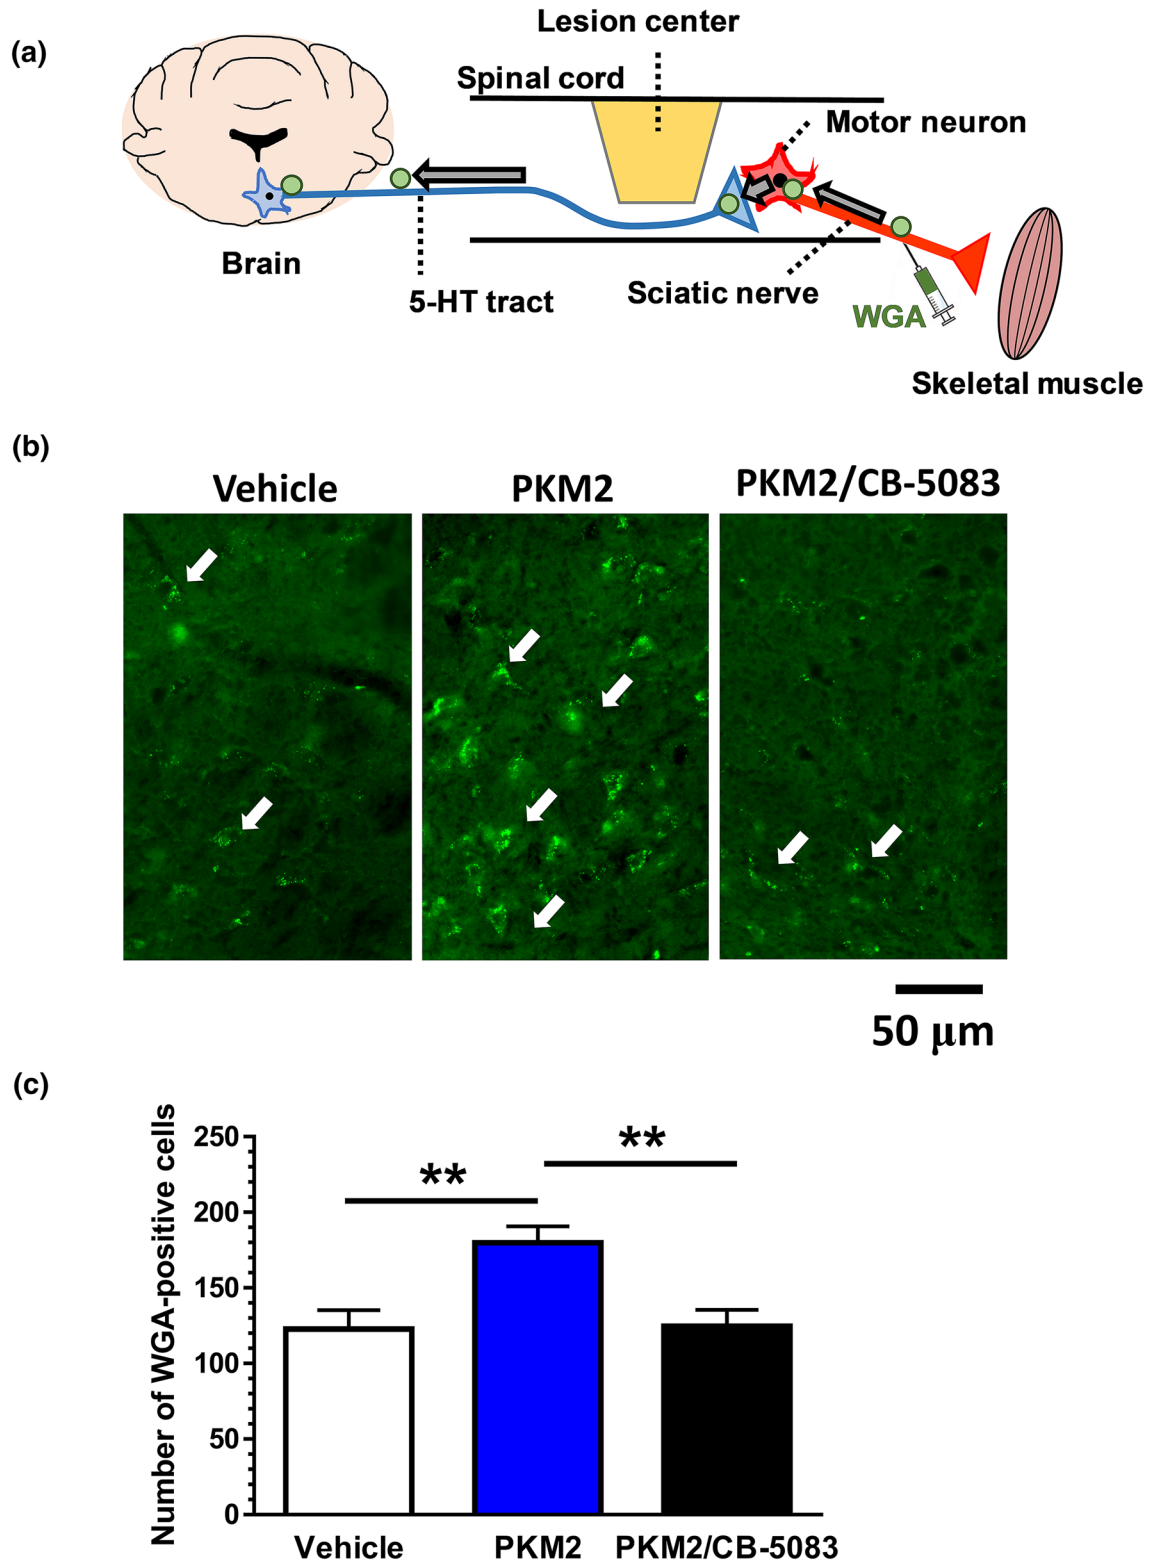 (a)
Lesion center
Spinal cord
Motor neuron
Brain
5-HT tract
Sciatic nerve
WGA
Skeletal muscle
(b)
Vehicle
PKM2
PKM2/CB-5083
50 μm
(c)
Number of WGA-positive cells
250
200
150
100
50
0
**
**
Vehicle
PKM2
PKM2/CB-5083